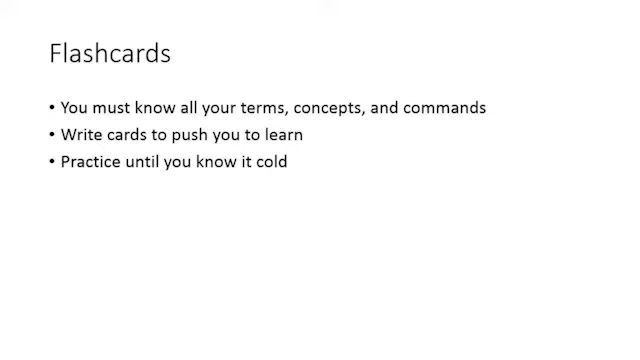 Flashcards
• You must know all your terms, concepts, and commands
• Write cards to push you to learn
• Practice until you know it cold